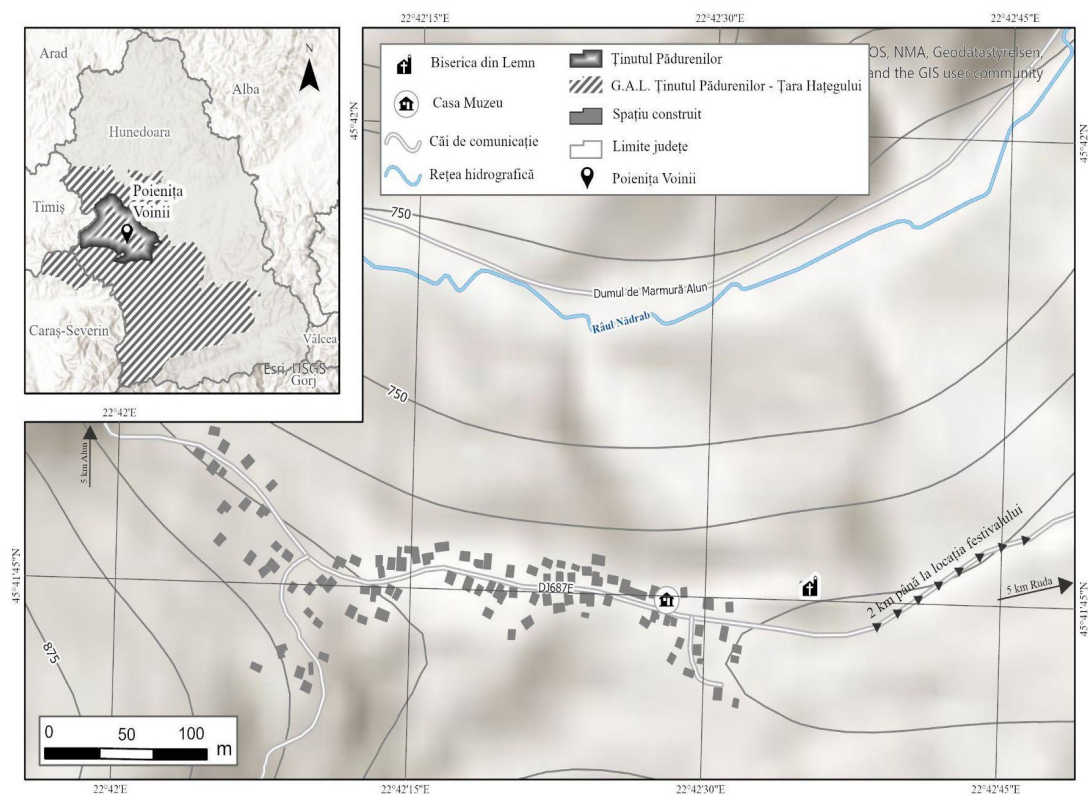 22°42'15"E
22°42'30"E
22°42'45"E
Arad
Alba
Hunedoara
Timiș
Poienița
Voinii
Caraș-Severin
Vâlcea
Esri, USGS
Gorj
N
Biserica din Lemn
Casa Muzeu
Căi de comunicație
Rețea hidrografică
Ținutul Pădurenilor
G.A.L. Ținutul Pădurenilor - Țara Hațegului
Spațiu construit
Limite județe
Poienița Voinii
OS, NMA, Geodatastyrelsen,
and the GIS user community
45°42'N
45°42'N
750
Dumul de Marmură Alun
Râul Nădrab
750
22°42'E
5 km Alun
45°41'45"N
DJ687E
2 km până la locația festivalului
5 km Ruda
45°41'45"N
875
0 50 100
m
22°42'E
22°42'15"E
22°42'30"E
22°42'45"E